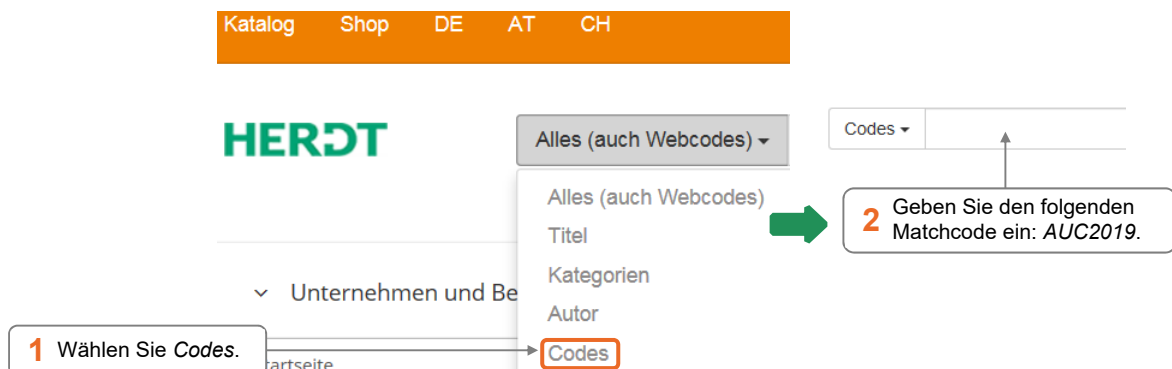 Katalog Shop DE AT CH
HERDT
Alles (auch Webcodes)
Codes
Alles (auch Webcodes)
Titel
Kategorien
Autor
Codes
2 Geben Sie den folgenden
Matchcode ein: AUC2019.
Unternehmen und Be
1 Wählen Sie Codes.
artseite